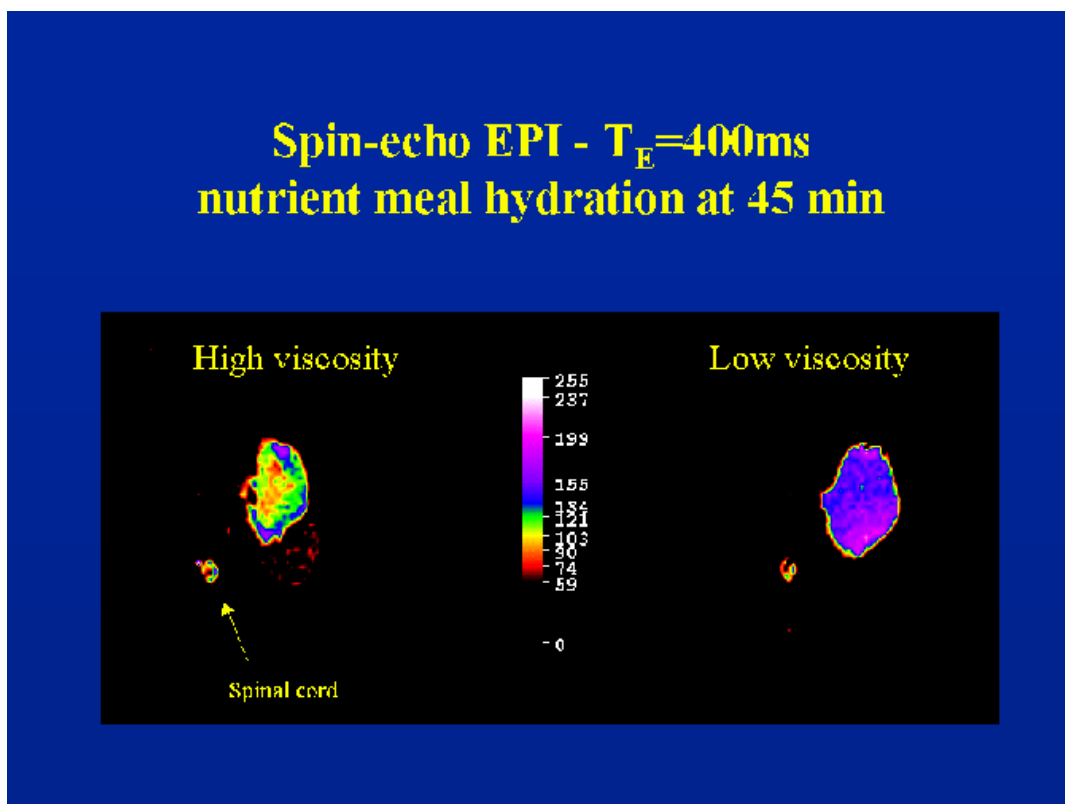 Spin-echo EPI - TE=400ms
nutrient meal hydration at 45 min
High viscosity
Low viscosity
255
237
199
155
134
121
103
90
74
59
0
Spinal cord